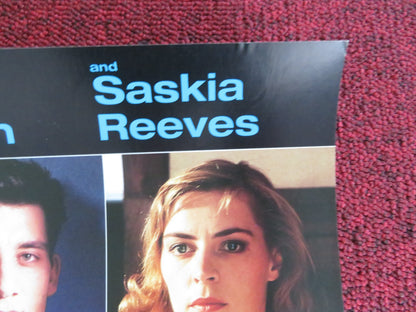 and
Saskia
n Reeves